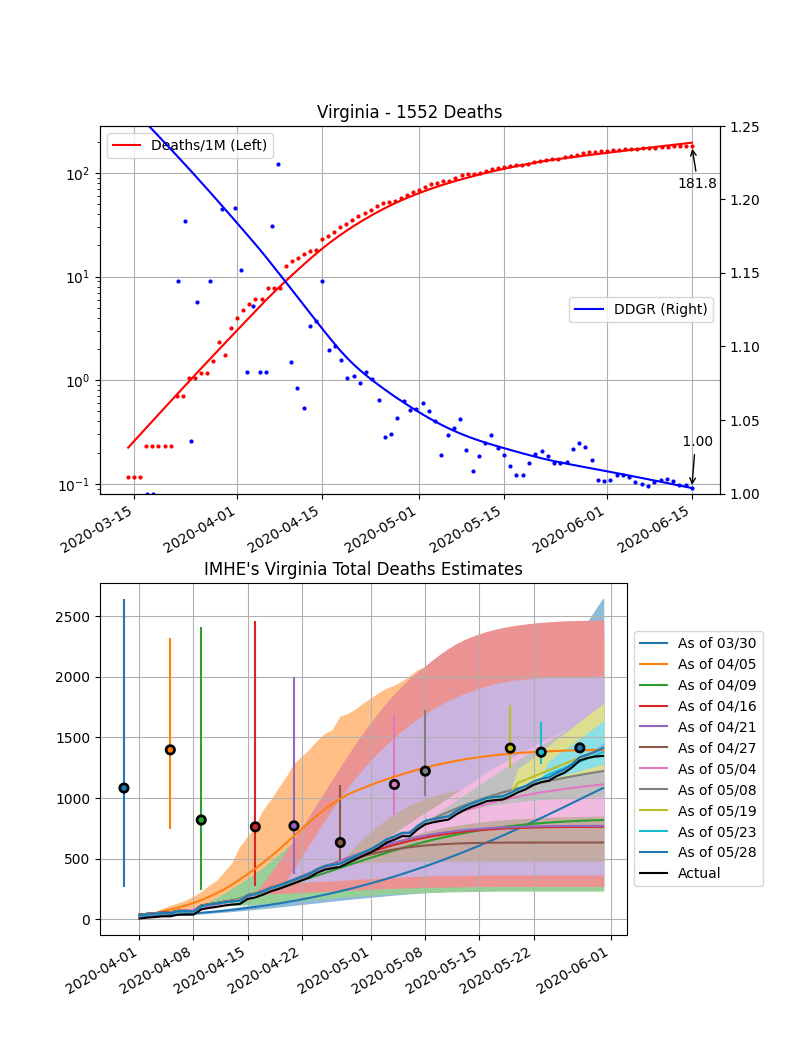 Virginia - 1552 Deaths
Deaths/1M (Left)
DDGR (Right)
181.8
1.00
10²
10¹
10⁰
10⁻¹
1.25
1.20
1.15
1.10
1.05
1.00
2020-03-15
2020-04-01
2020-04-15
2020-05-01
2020-05-15
2020-06-01
2020-06-15
IMHE's Virginia Total Deaths Estimates
2500
2000
1500
1000
500
0
2020-04-01
2020-04-08
2020-04-15
2020-04-22
2020-05-01
2020-05-08
2020-05-15
2020-05-22
2020-06-01
As of 03/30
As of 04/05
As of 04/09
As of 04/16
As of 04/21
As of 04/27
As of 05/04
As of 05/08
As of 05/19
As of 05/23
As of 05/28
Actual